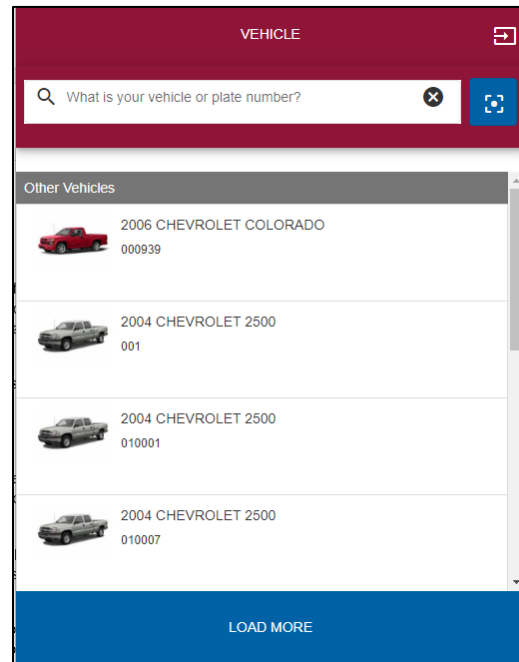 VEHICLE
What is your vehicle or plate number?
Other Vehicles
2006 CHEVROLET COLORADO
000939
2004 CHEVROLET 2500
001
2004 CHEVROLET 2500
010001
2004 CHEVROLET 2500
010007
LOAD MORE